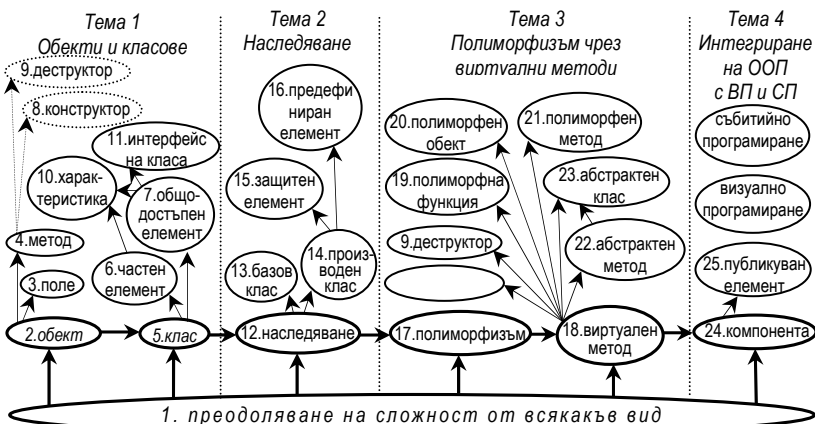 Тема 1
Обекти и класове
Тема 2
Наследяване
Тема 3
Полиморфизъм чрез
виртуални методи
Тема 4
Интегриране
на ООП
с ВП и СП
9.деструктор
8.конструктор
11.интерфейс
на класа
10.харак-
теристика
7.общо-
достъпен
елемент
4.метод
3.поле
6.частен
елемент
2.обект
5.клас
16.предефи
ниран
елемент
15.защитен
елемент
13.базов
клас
14.произ-
воден
клас
12.наследяване
20.полиморфен
обект
21.полиморфен
метод
19.полиморфна
функция
23.абстрактен
клас
9.деструктор
22.абстрактен
метод
17.полиморфизъм
18.виртуален
метод
събитийно
програмиране
визуално
програмиране
25.публикуван
елемент
24.компонента
1. преодоляване на сложност от всякакъв вид